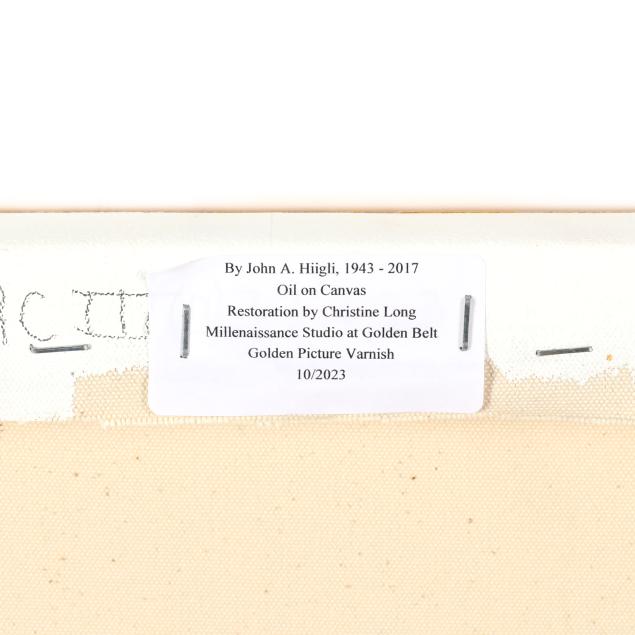 By John A. Hiigli, 1943 - 2017
Oil on Canvas
Restoration by Christine Long
Millenaissance Studio at Golden Belt
Golden Picture Varnish
10/2023